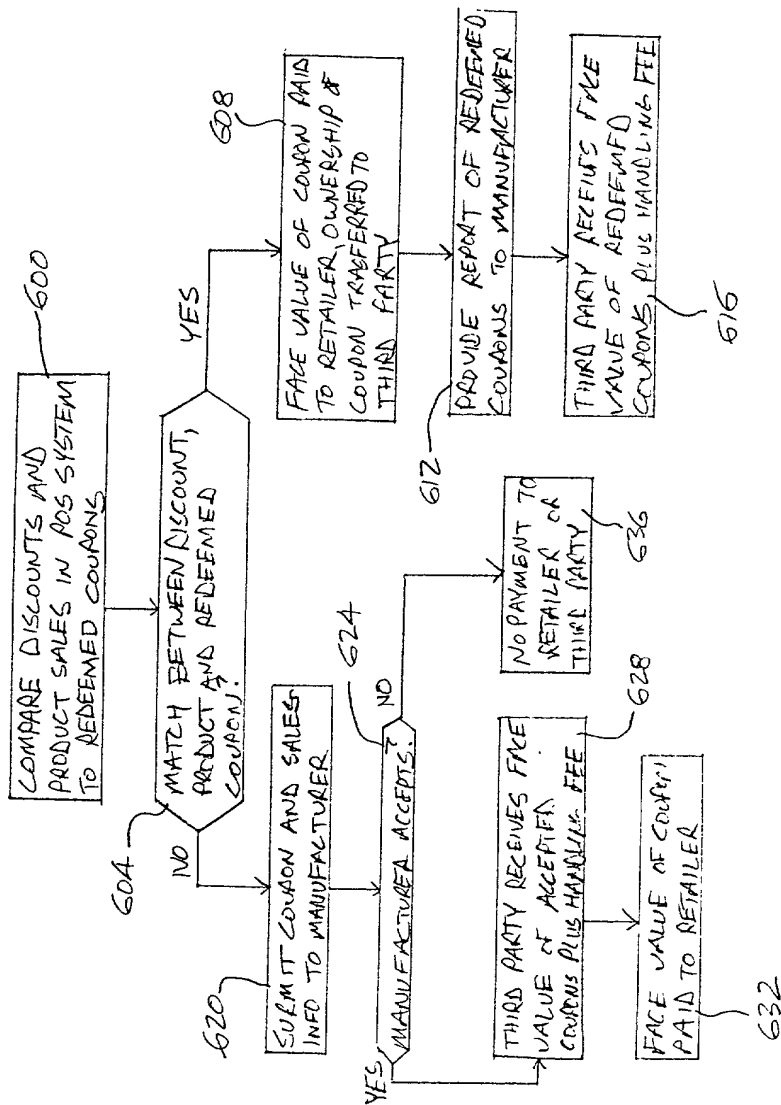 600
COMPARE DISCOUNTS AND
PRODUCT SALES IN POS SYSTEM
TO REDEEMED COUPONS
604
MATCH BETWEEN DISCOUNT,
PRODUCT AND REDEEMED
COUPON?
YES
608
FACE VALUE OF COUPON PAID
TO RETAILER, OWNERSHIP OF
COUPON TRASFERRED TO
THIRD PARTY
612
PROVIDE REPORT OF REDEEMED
COUPONS TO MANUFACTURER
THIRD PARTY RECEIVES FACE
VALUE OF REDEEMED
COUPONS, PLUS HANDLING FEE
616
NO
620
SUBMIT COUPON AND SALES
INFO TO MANUFACTURER
624
MANUFACTURER ACCEPTS?
NO
NO PAYMENT TO
RETAILER OR
THIRD PARTY
636
YES
THIRD PARTY RECEIVES FACE
VALUE OF ACCEPTED
COUPONS PLUS HANDLING FEE
628
FACE VALUE OF COUPON
PAID TO RETAILER
632